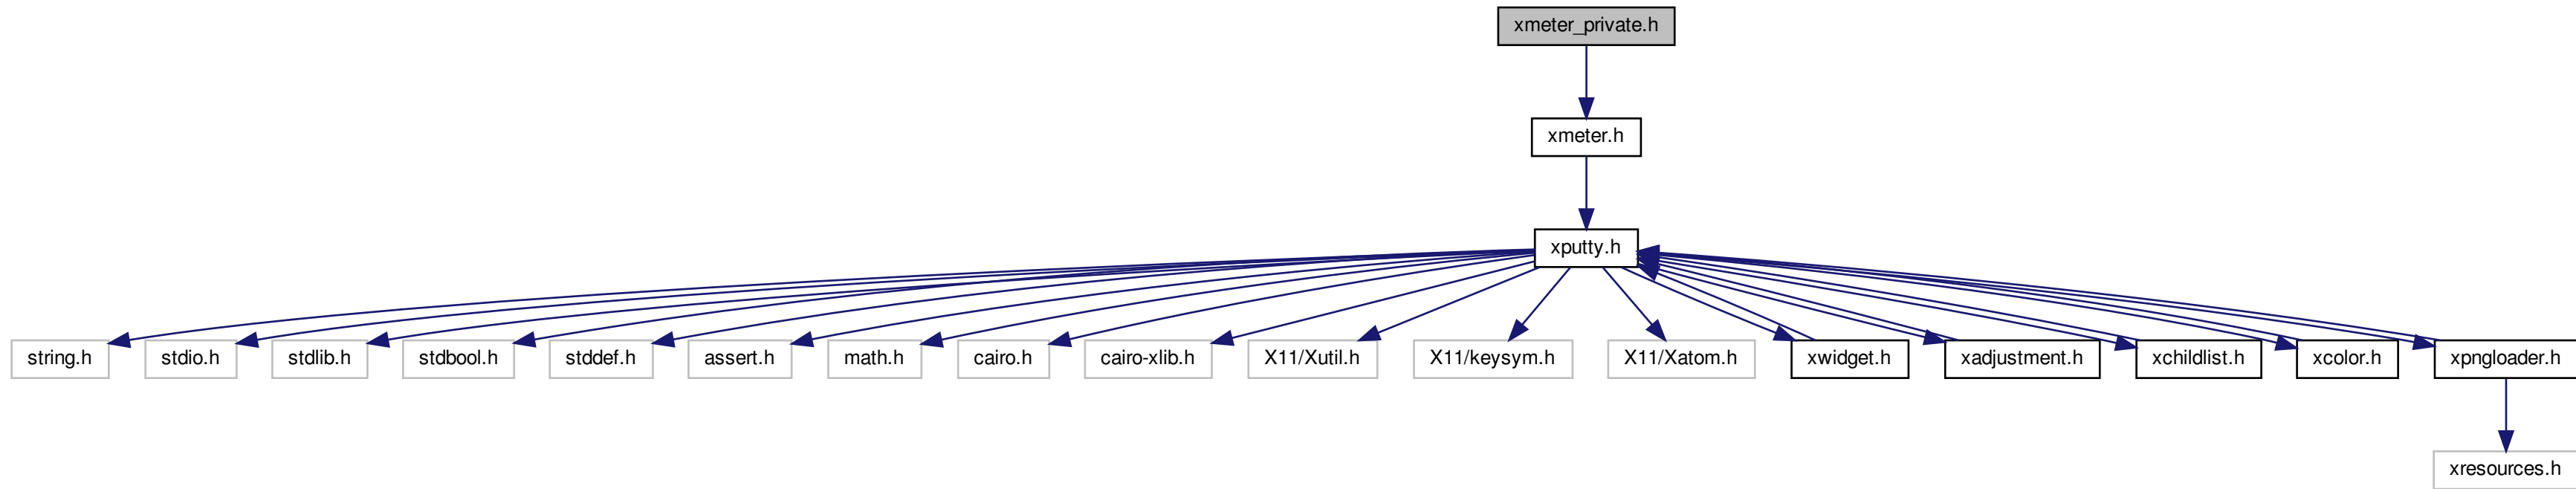 xmeter_private.h
xmeter.h
xputty.h
string.h
stdio.h
stdlib.h
stdbool.h
stddef.h
assert.h
math.h
cairo.h
cairo-xlib.h
X11/Xutil.h
X11/keysym.h
X11/Xatom.h
xwidget.h
xadjustment.h
xchildlist.h
xcolor.h
xpngloader.h
xresources.h